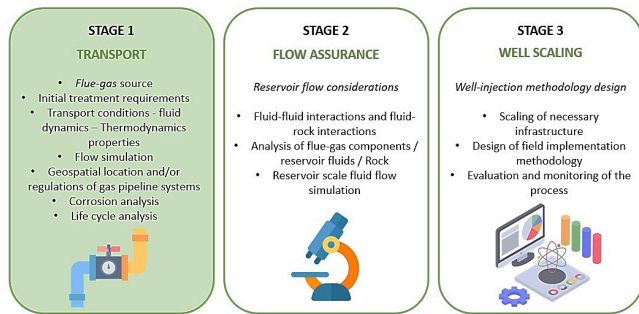 STAGE 1
TRANSPORT
• Flue-gas source
• Initial treatment requirements
• Transport conditions - fluid
dynamics – Thermodynamics
properties
• Flow simulation
• Geospatial location and/or
regulations of gas pipeline systems
• Corrosion analysis
• Life cycle analysis
STAGE 2
FLOW ASSURANCE
Reservoir flow considerations
• Fluid-fluid interactions and fluid-
rock interactions
• Analysis of flue-gas components /
reservoir fluids / Rock
• Reservoir scale fluid flow
simulation
STAGE 3
WELL SCALING
Well-injection methodology design
• Scaling of necessary
infrastructure
• Design of field implementation
methodology
• Evaluation and monitoring of the
process